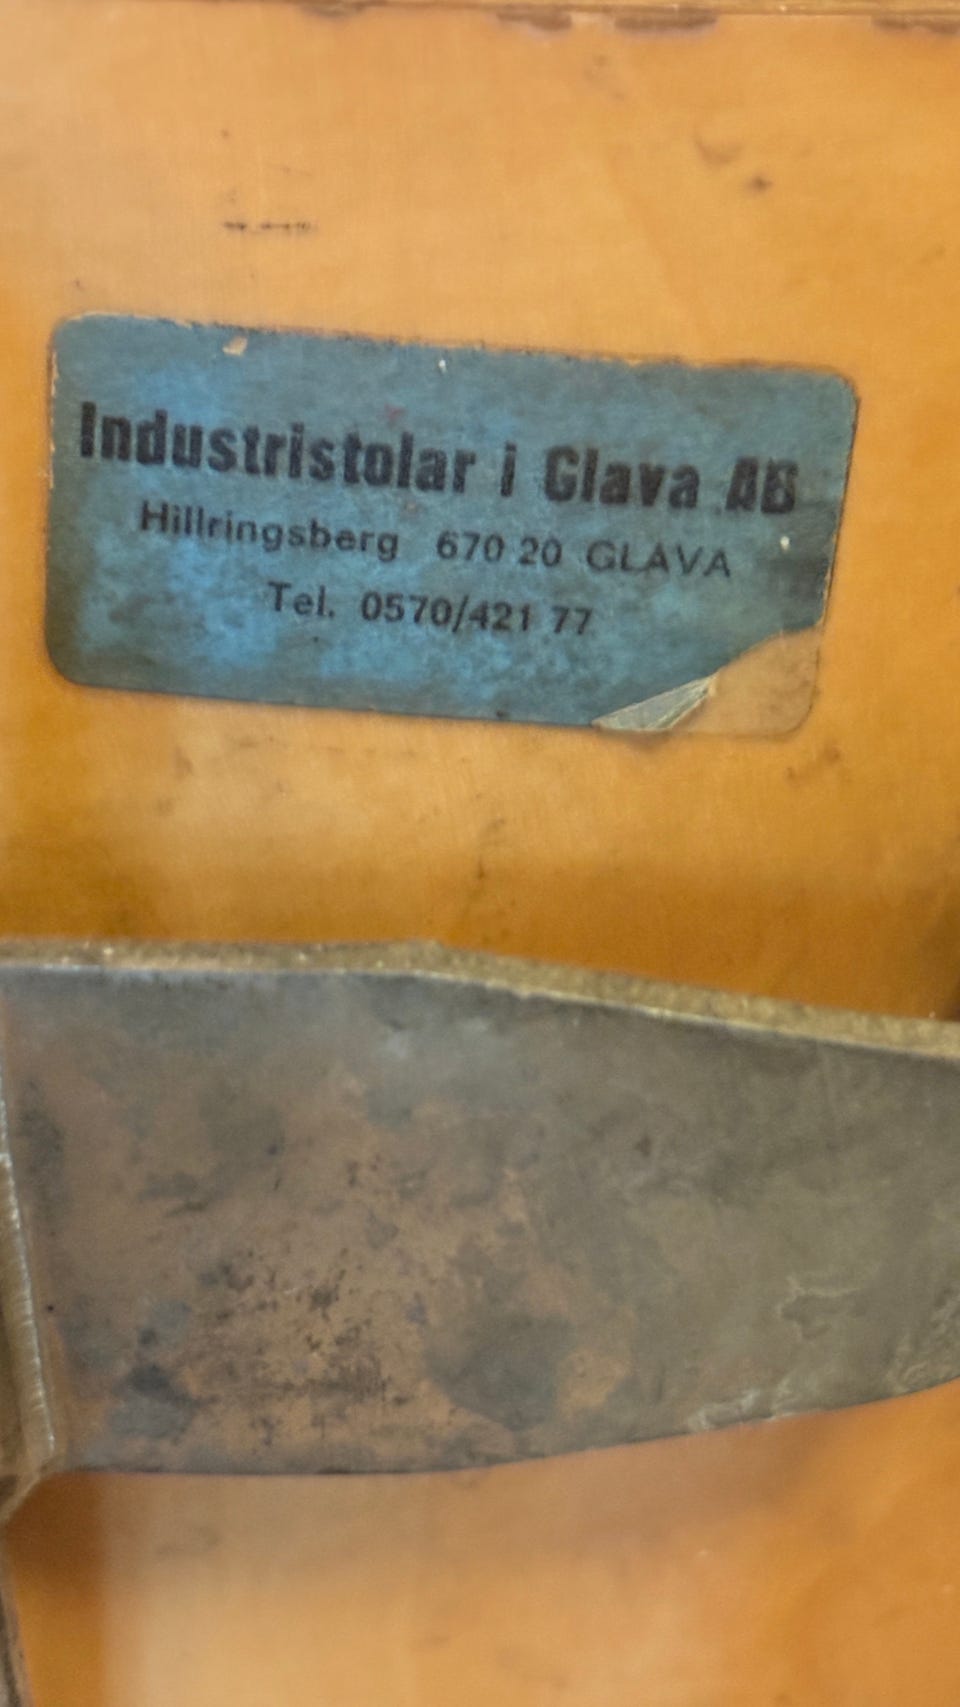 Industristolar i Glava AB
Hillringsberg 670 20 GLAVA
Tel. 0570/421 77